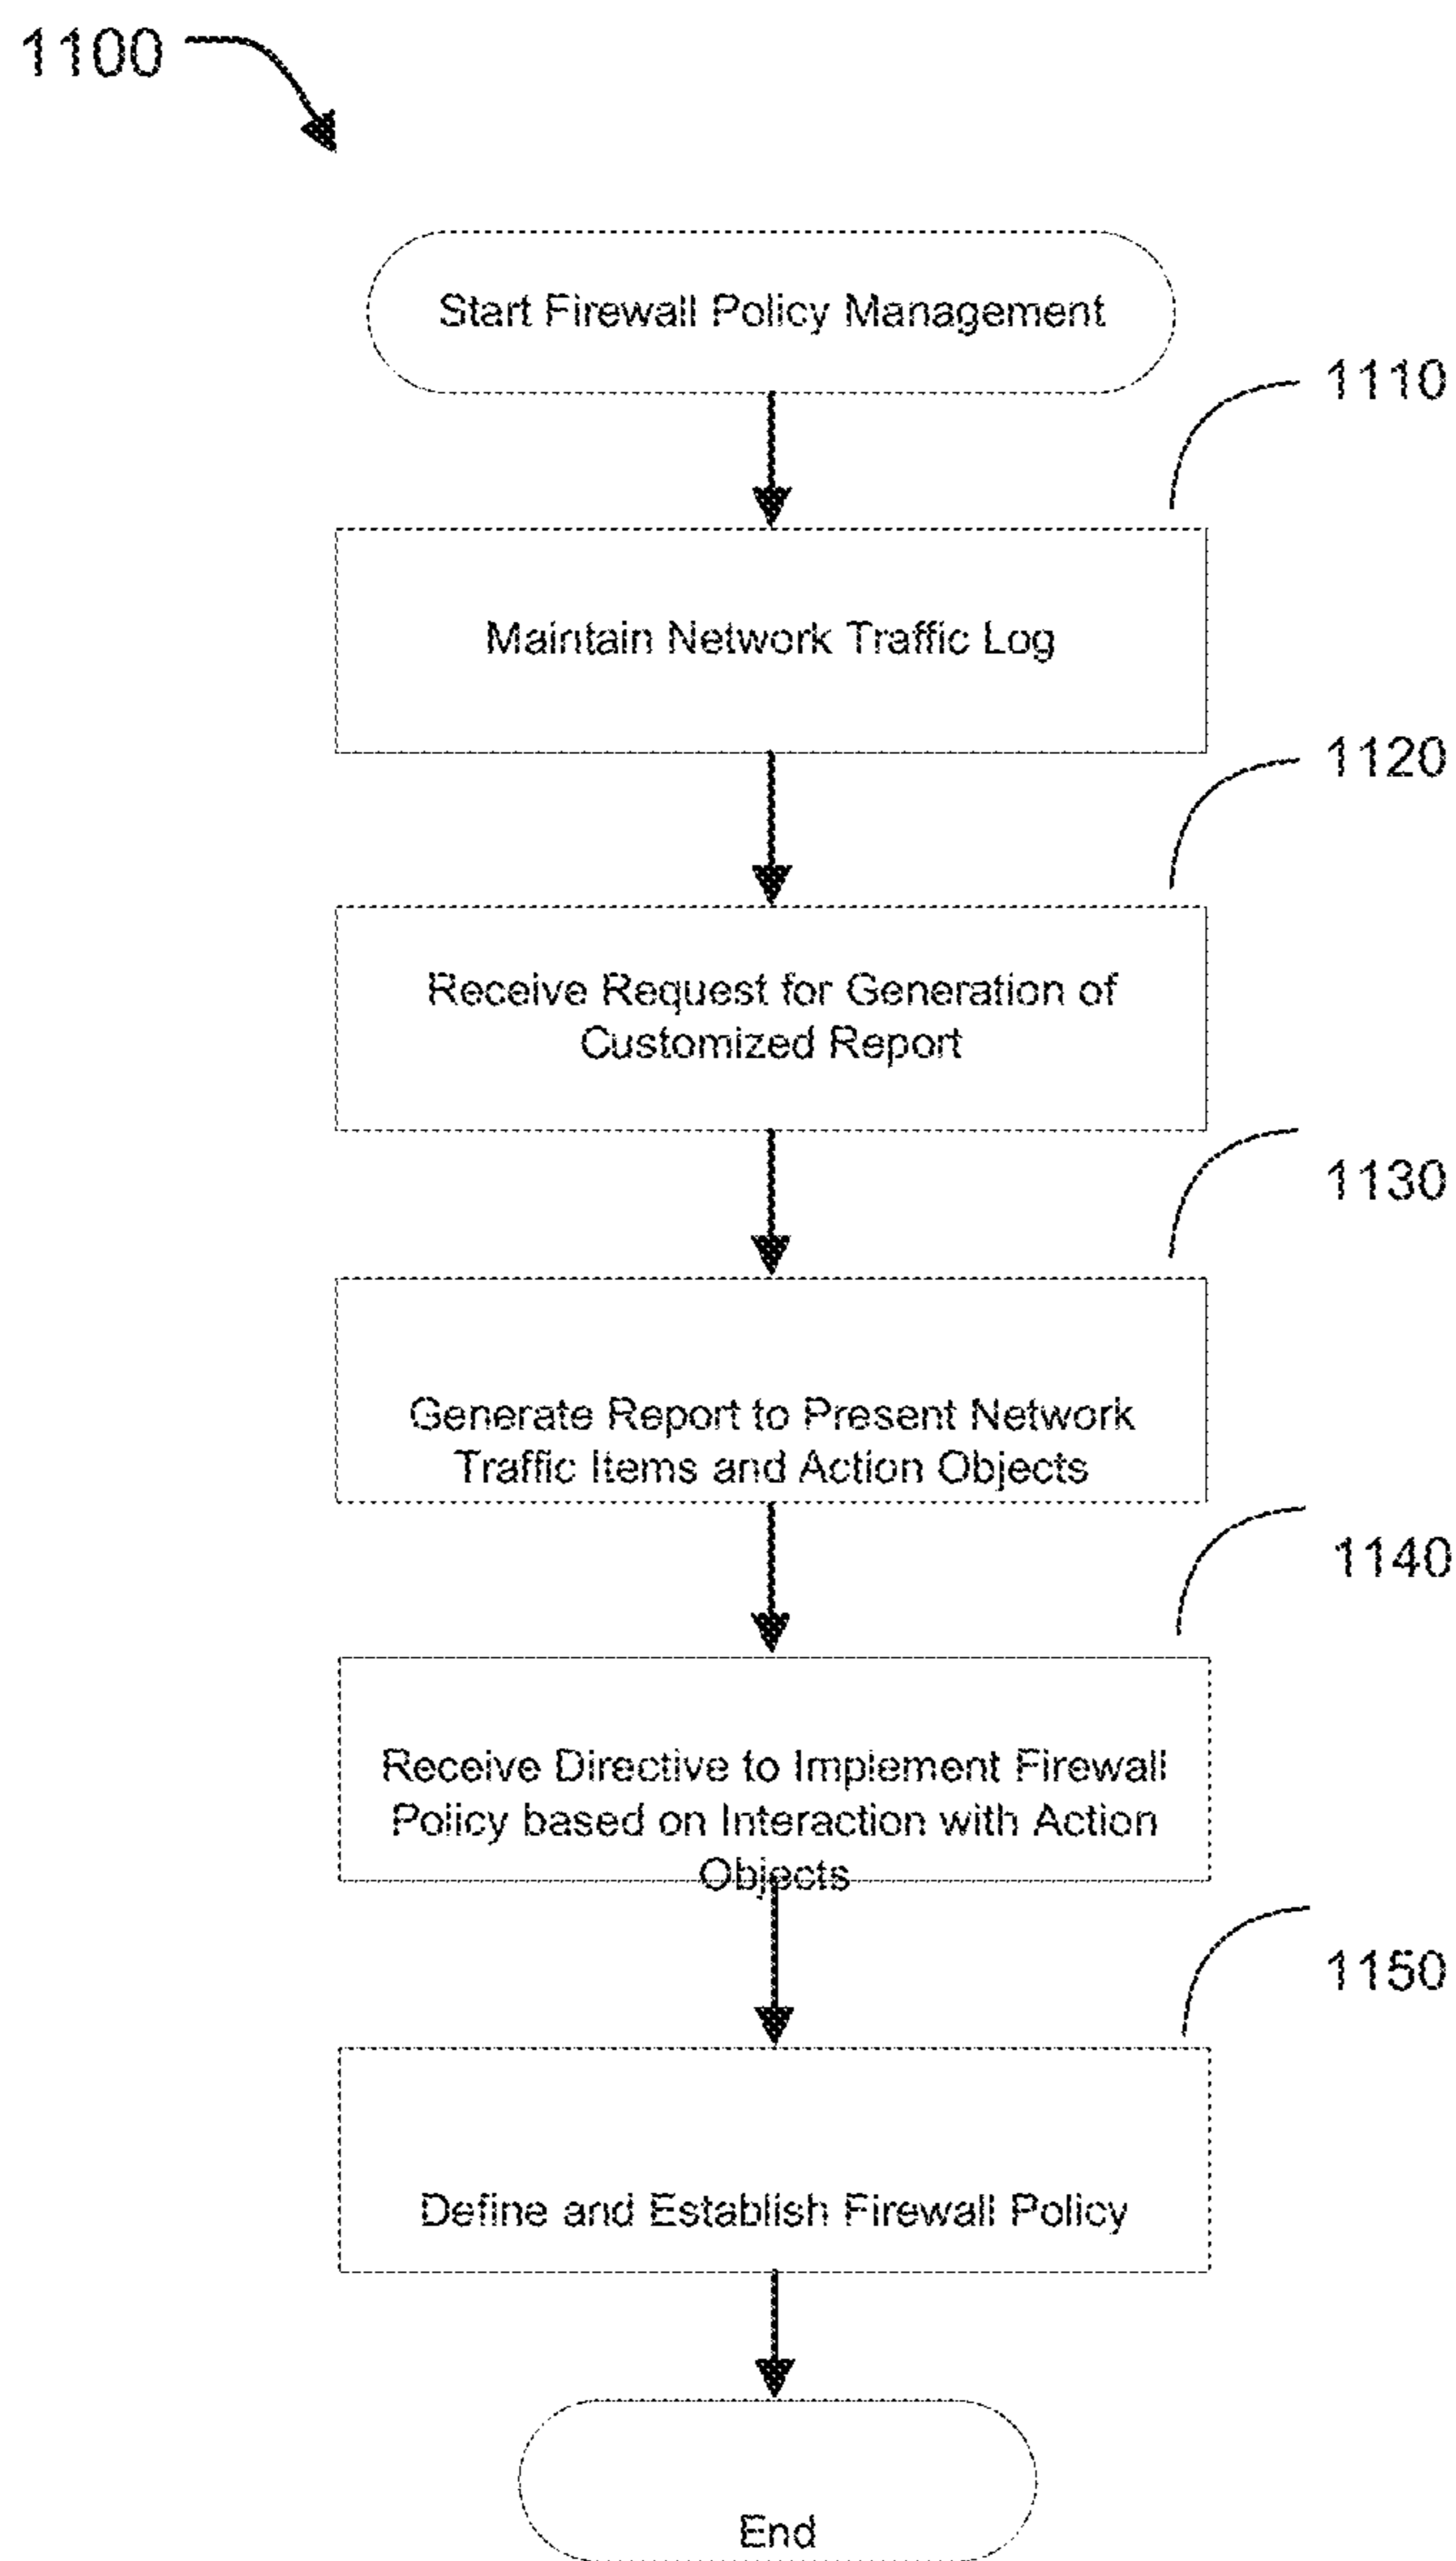 1100
Start Firewall Policy Management
1110
Maintain Network Traffic Log
1120
Receive Request for Generation of
Customized Report
1130
Generate Report to Present Network
Traffic Items and Action Objects
1140
Receive Directive to Implement Firewall
Policy based on Interaction with Action
Objects
1150
Define and Establish Firewall Policy
End